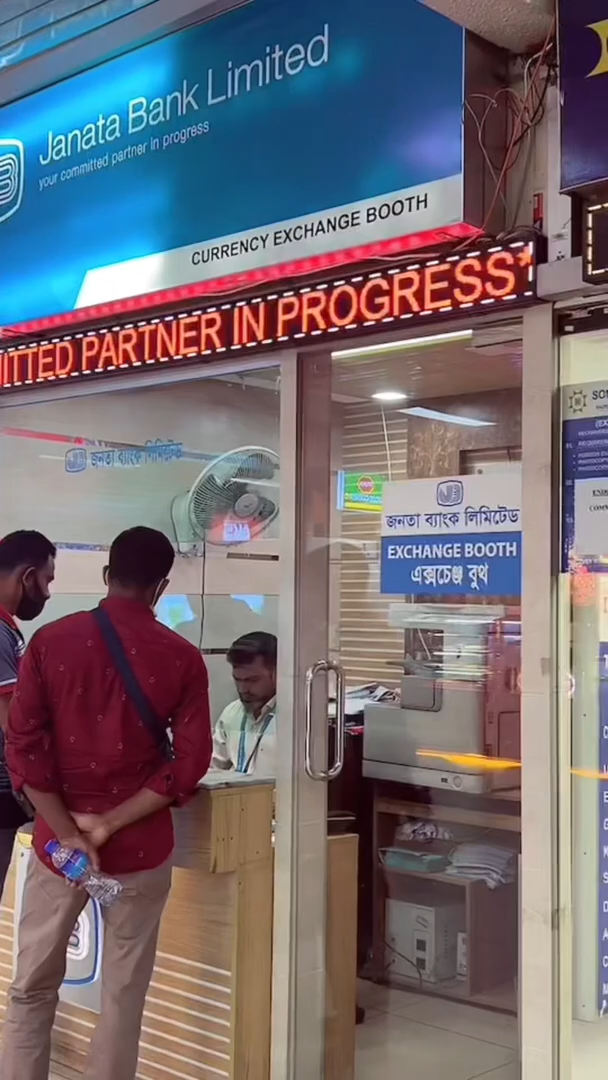 Janata Bank Limited
your committed partner in progress
CURRENCY EXCHANGE BOOTH
PARTNER IN PROGRESS*
জনতা ব্যাংক লিমিটেড
জনতা ব্যাংক লিমিটেড
EXCHANGE BOOTH
এক্সচেঞ্জ বুথ